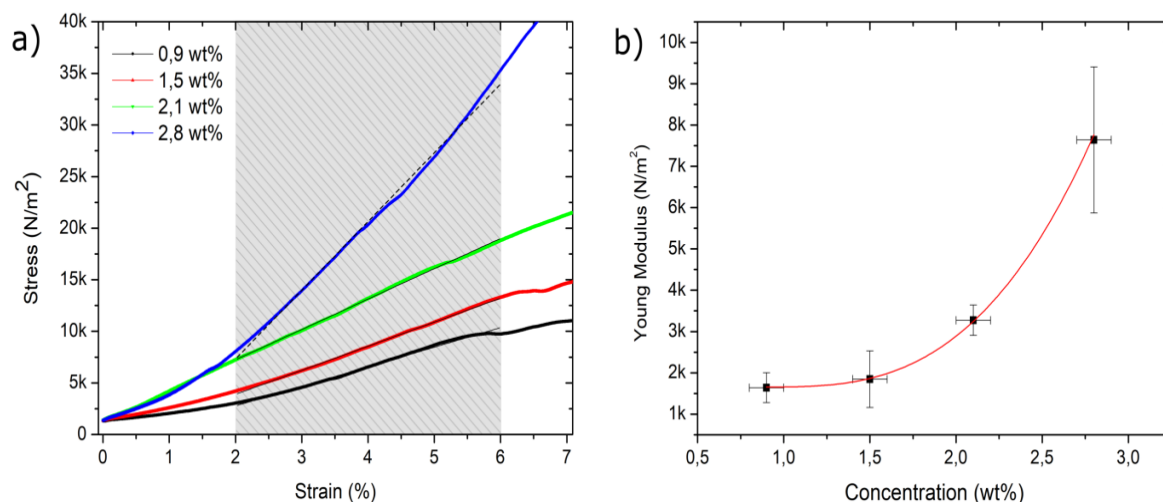 a)
40k
35k
30k
25k
20k
15k
10k
5k
0
Stress (N/m²)
0,9 wt%
1,5 wt%
2,1 wt%
2,8 wt%
0 1 2 3 4 5 6 7
Strain (%)
b)
10k
9k
8k
7k
6k
5k
4k
3k
2k
1k
Young Modulus (N/m²)
0,5 1,0 1,5 2,0 2,5 3,0
Concentration (wt%)